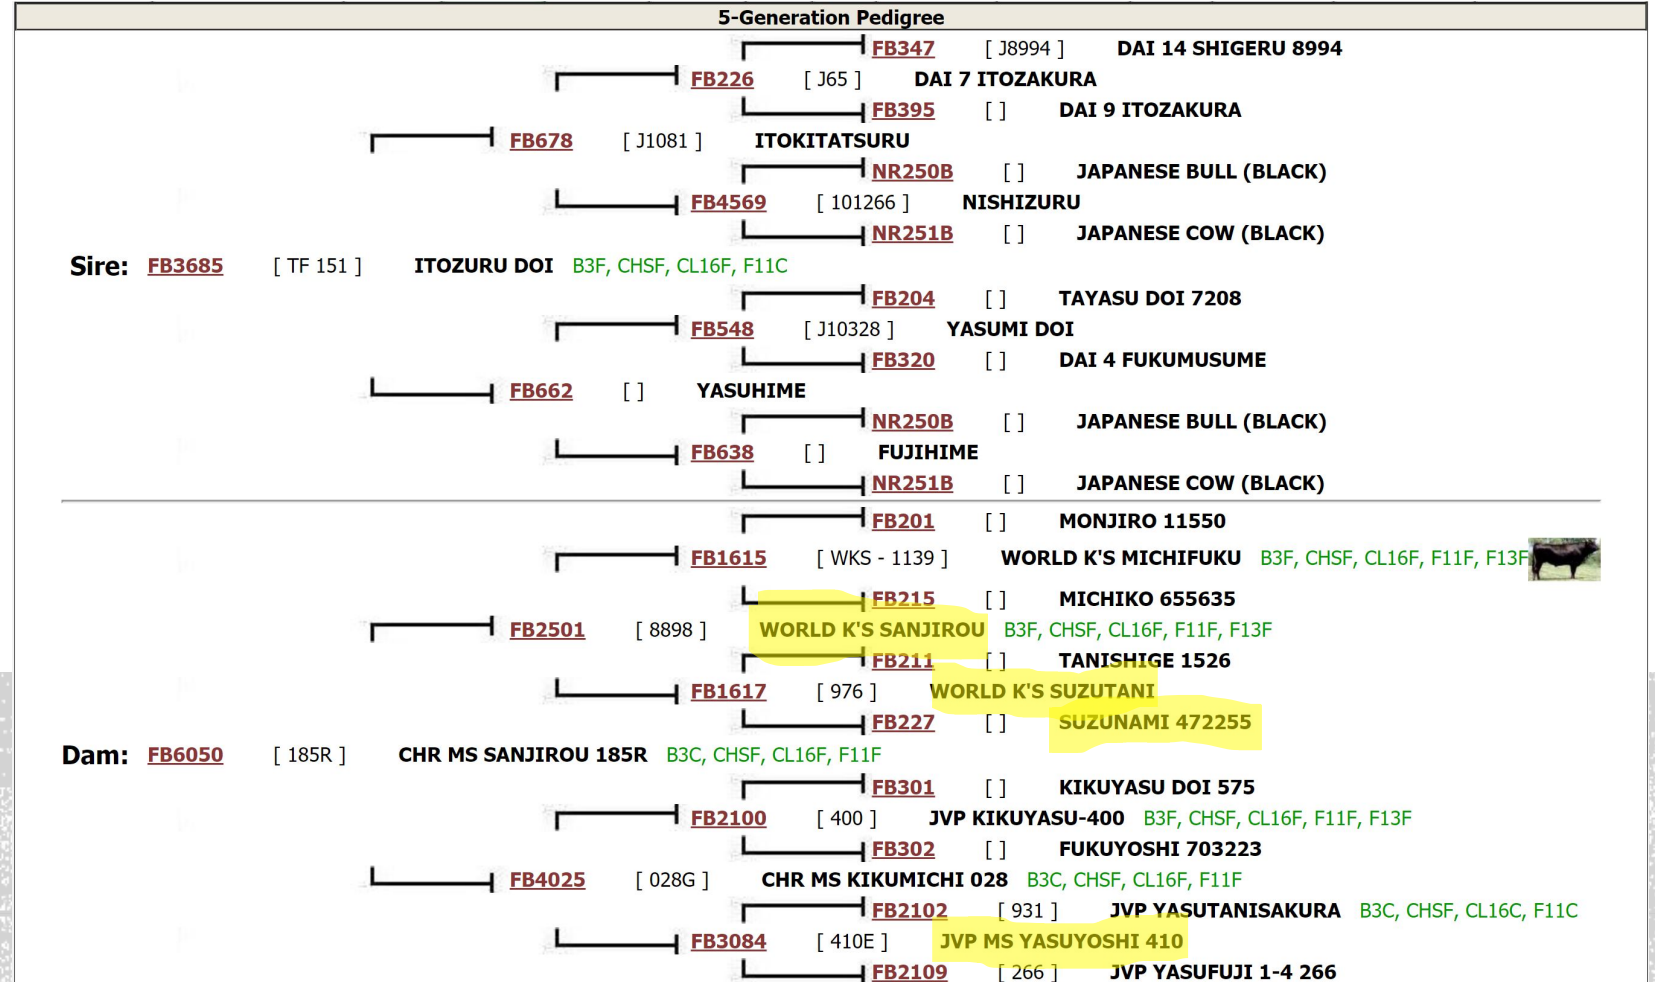 5-Generation Pedigree
FB347 [ J8994 ] DAI 14 SHIGERU 8994
FB226 [ J65 ] DAI 7 ITOZAKURA
FB395 [ ] DAI 9 ITOZAKURA
FB678 [ J1081 ] ITOKITATSURU
NR250B [ ] JAPANESE BULL (BLACK)
FB4569 [ 101266 ] NISHIZURU
NR251B [ ] JAPANESE COW (BLACK)
Sire: FB3685 [ TF 151 ] ITOZURU DOI B3F, CHSF, CL16F, F11C
FB204 [ ] TAYASU DOI 7208
FB548 [ J10328 ] YASUMI DOI
FB320 [ ] DAI 4 FUKUMUSUME
FB662 [ ] YASUHIME
NR250B [ ] JAPANESE BULL (BLACK)
FB638 [ ] FUJIHIME
NR251B [ ] JAPANESE COW (BLACK)
FB201 [ ] MONJIRO 11550
FB1615 [ WKS - 1139 ] WORLD K'S MICHIFUKU B3F, CHSF, CL16F, F11F, F13F
FB215 [ ] MICHIKO 655635
FB2501 [ 8898 ] WORLD K'S SANJIROU B3F, CHSF, CL16F, F11F, F13F
FB211 [ ] TANISHIGE 1526
FB1617 [ 976 ] WORLD K'S SUZUTANI
FB227 [ ] SUZUNAMI 472255
Dam: FB6050 [ 185R ] CHR MS SANJIROU 185R B3C, CHSF, CL16F, F11F
FB301 [ ] KIKUYASU DOI 575
FB2100 [ 400 ] JVP KIKUYASU-400 B3F, CHSF, CL16F, F11F, F13F
FB302 [ ] FUKUYOSHI 703223
FB4025 [ 028G ] CHR MS KIKUMICHI 028 B3C, CHSF, CL16F, F11F
FB2102 [ 931 ] JVP YASUTANISAKURA B3C, CHSF, CL16C, F11C
FB3084 [ 410E ] JVP MS YASUYOSHI 410
FB2109 [ 266 ] JVP YASUFUJI 1-4 266